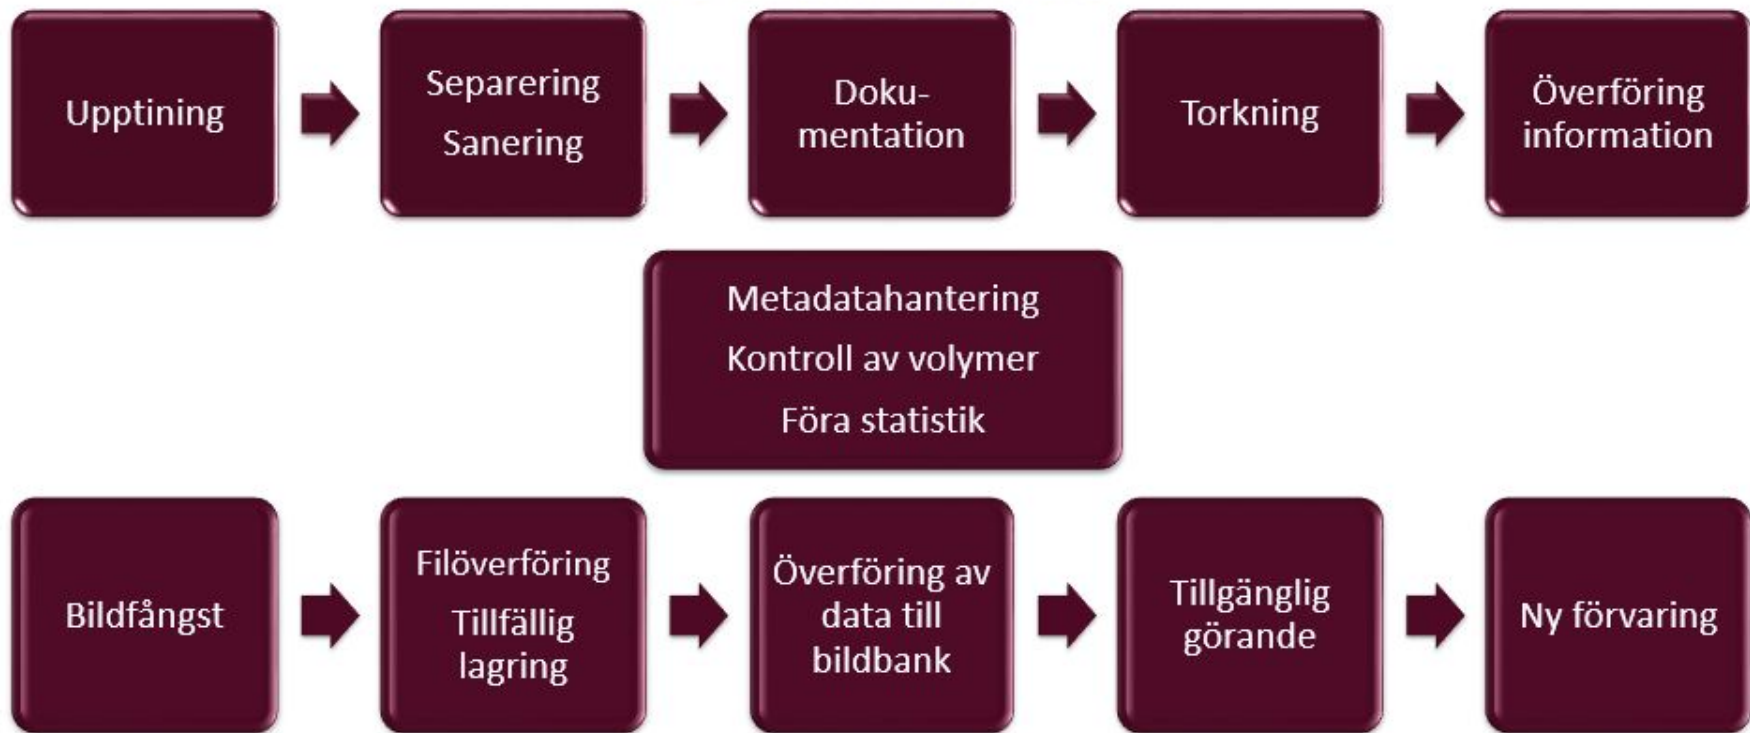 Upptining
Separering
Sanering
Doku-
mentation
Torkning
Överföring
information
Metadatahantering
Kontroll av volymer
Föra statistik
Bildfångst
Filöverföring
Tillfällig
lagring
Överföring av
data till
bildbank
Tillgänglig
görande
Ny förvaring